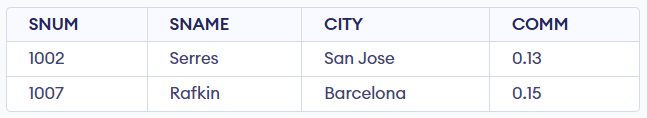 SNUM SNAME CITY COMM
1002 Serres San Jose 0.13
1007 Rafkin Barcelona 0.15